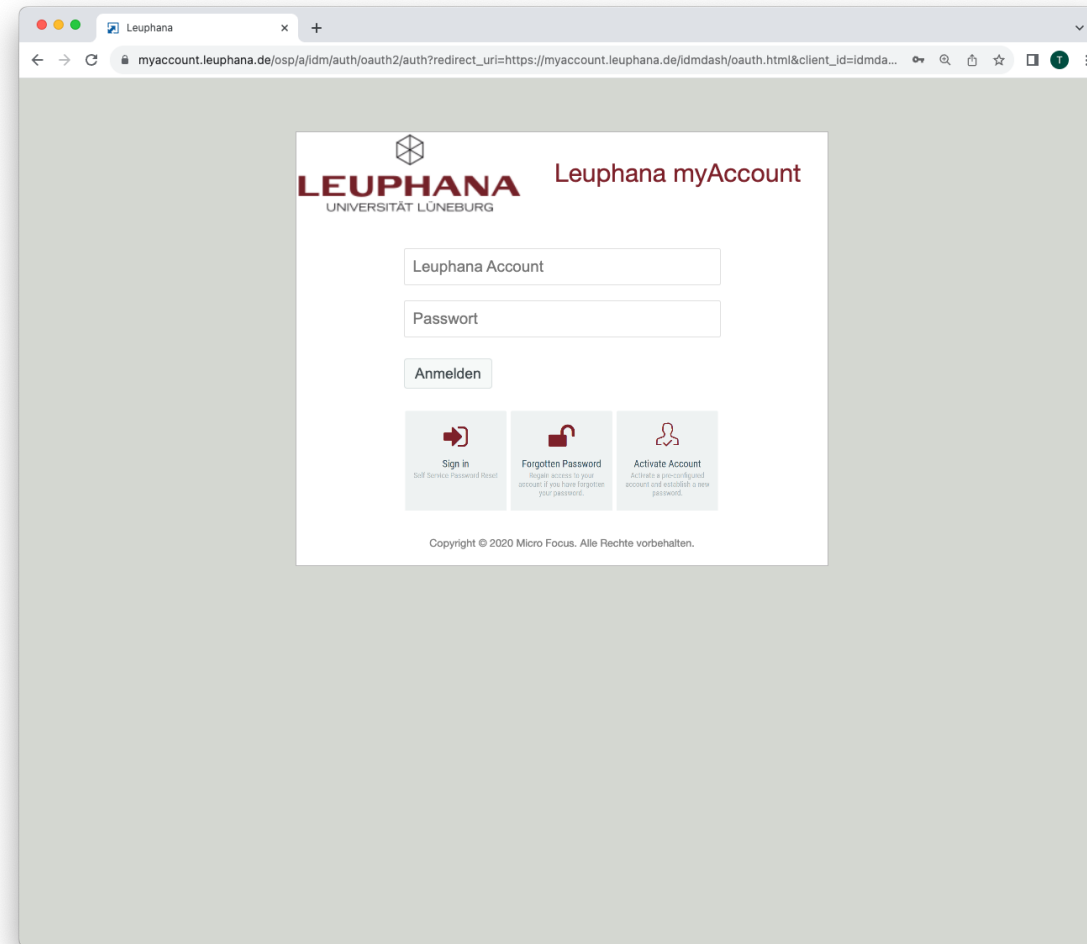 Leuphana
myaccount.leuphana.de/osp/a/idm/auth/oauth2/auth?redirect_uri=https://myaccount.leuphana.de/idmdash/oauth.html&client_id=idmda...
T
LEUPHANA
UNIVERSITÄT LÜNEBURG
Leuphana myAccount
Leuphana Account
Passwort
Anmelden
Sign in
Self Service Password Reset
Forgotten Password
Regain access to your
account if you have forgotten
your password.
Activate Account
Activate a pre-configured
account and establish a new
password.
Copyright © 2020 Micro Focus. Alle Rechte vorbehalten.